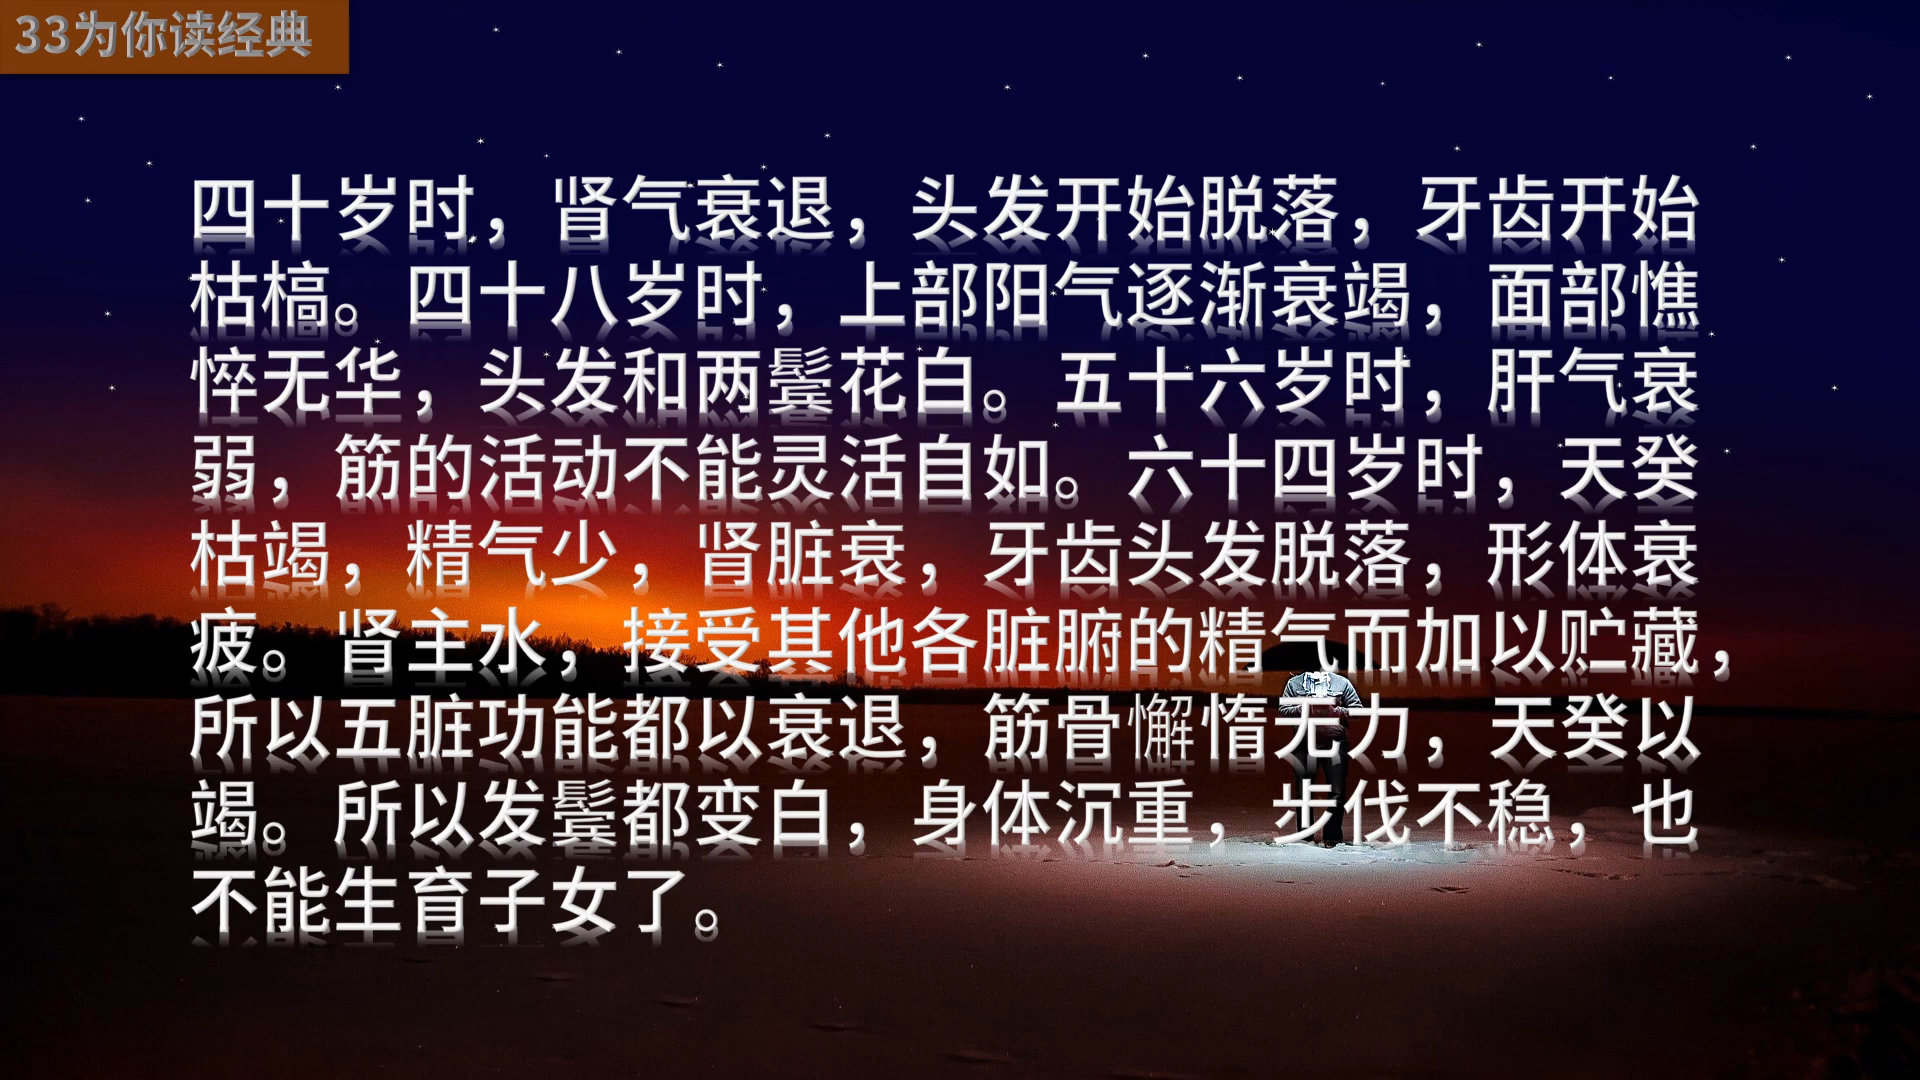 33为你读经典
四十岁时，肾气衰退，头发开始脱落，牙齿开始
枯槁。四十八岁时，上部阳气逐渐衰竭，面部憔
悴无华，头发和两鬓花白。五十六岁时，肝气衰
弱，筋的活动不能灵活自如。六十四岁时，天癸
枯竭，精气少，肾脏衰，牙齿头发脱落，形体衰
疲。肾主水，接受其他各脏腑的精气而加以贮藏，
所以五脏功能都以衰退，筋骨懈惰无力，天癸以
竭。所以发鬓都变白，身体沉重，步伐不稳，也
不能生育子女了。